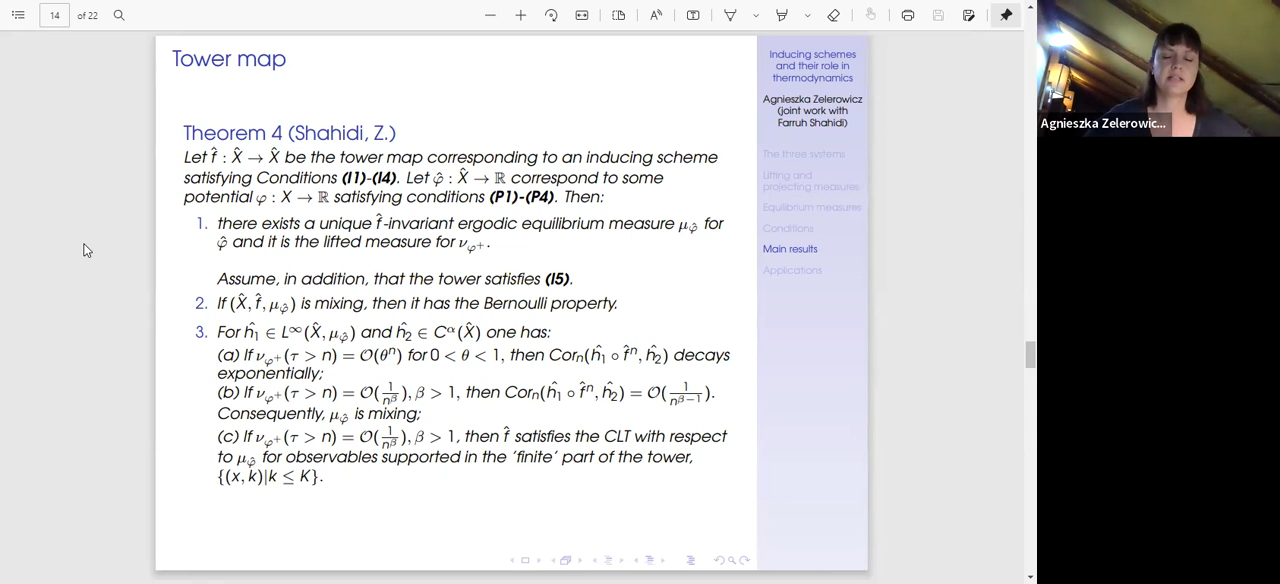 14 of 22
Tower map
Theorem 4 (Shahidi, Z.)
Let f̂ : X̂ → X̂ be the tower map corresponding to an inducing scheme
satisfying Conditions (I1)-(I4). Let φ̂ : X̂ → ℝ correspond to some
potential φ : X → ℝ satisfying conditions (P1)-(P4). Then:
1. there exists a unique f̂-invariant ergodic equilibrium measure μ_φ̂ for
φ̂ and it is the lifted measure for ν_φ⁺.
Assume, in addition, that the tower satisfies (I5).
2. If (X̂, f̂, μ_φ̂) is mixing, then it has the Bernoulli property.
3. For ĥ₁ ∈ L^∞(X̂, μ_φ̂) and ĥ₂ ∈ C^α(X̂) one has:
(a) If ν_φ⁺(τ > n) = O(θⁿ) for 0 < θ < 1, then Corₙ(ĥ₁ ∘ f̂ⁿ, ĥ₂) decays
exponentially;
(b) If ν_φ⁺(τ > n) = O(1/n^β), β > 1, then Corₙ(ĥ₁ ∘ f̂ⁿ, ĥ₂) = O(1/n^(β−1)).
Consequently, μ_φ̂ is mixing;
(c) If ν_φ⁺(τ > n) = O(1/n^β), β > 1, then f̂ satisfies the CLT with respect
to μ_φ̂ for observables supported in the 'finite' part of the tower,
{(x, k)|k ≤ K}.
Inducing schemes
and their role in
thermodynamics
Agnieszka Zelerowicz
(joint work with
Farruh Shahidi)
The three systems
Lifting and
projecting measures
Equilibrium measures
Conditions
Main results
Applications
Agnieszka Zelerowic...